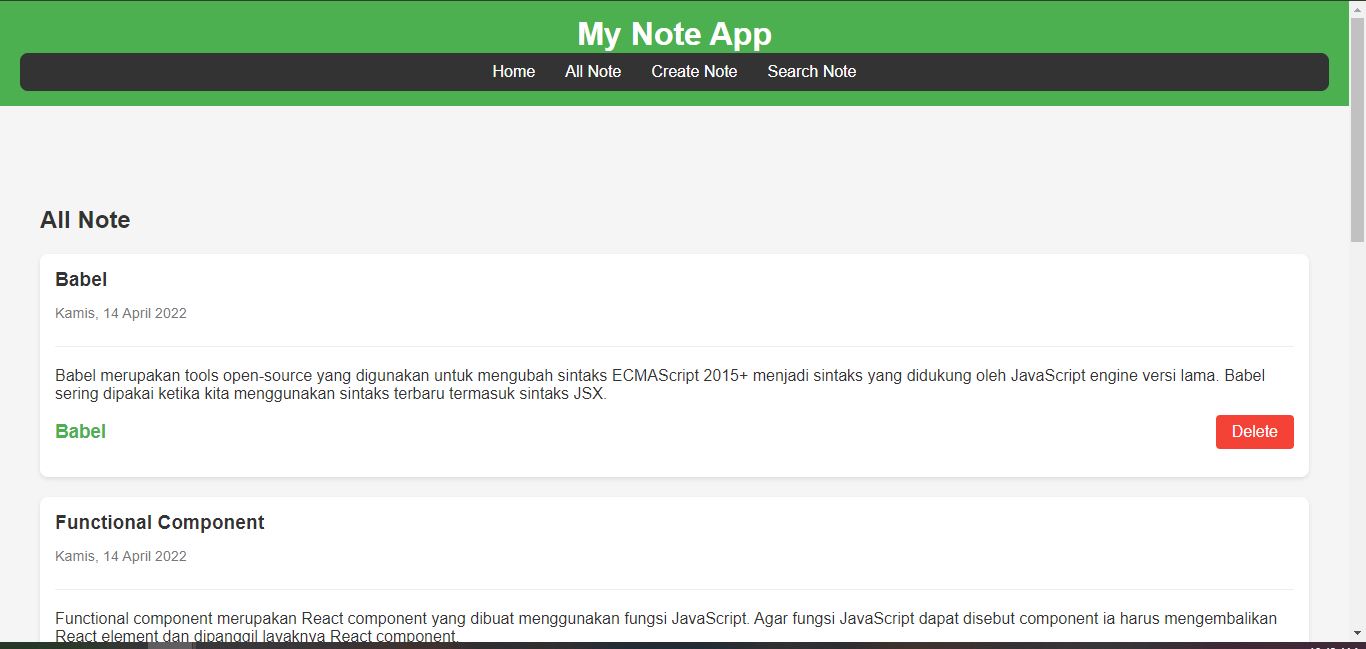 My Note App
Home All Note Create Note Search Note
All Note
Babel
Kamis, 14 April 2022
Babel merupakan tools open-source yang digunakan untuk mengubah sintaks ECMAScript 2015+ menjadi sintaks yang didukung oleh JavaScript engine versi lama. Babel
sering dipakai ketika kita menggunakan sintaks terbaru termasuk sintaks JSX.
Babel Delete
Functional Component
Kamis, 14 April 2022
Functional component merupakan React component yang dibuat menggunakan fungsi JavaScript. Agar fungsi JavaScript dapat disebut component ia harus mengembalikan
React element dan dipanggil layaknya React component.